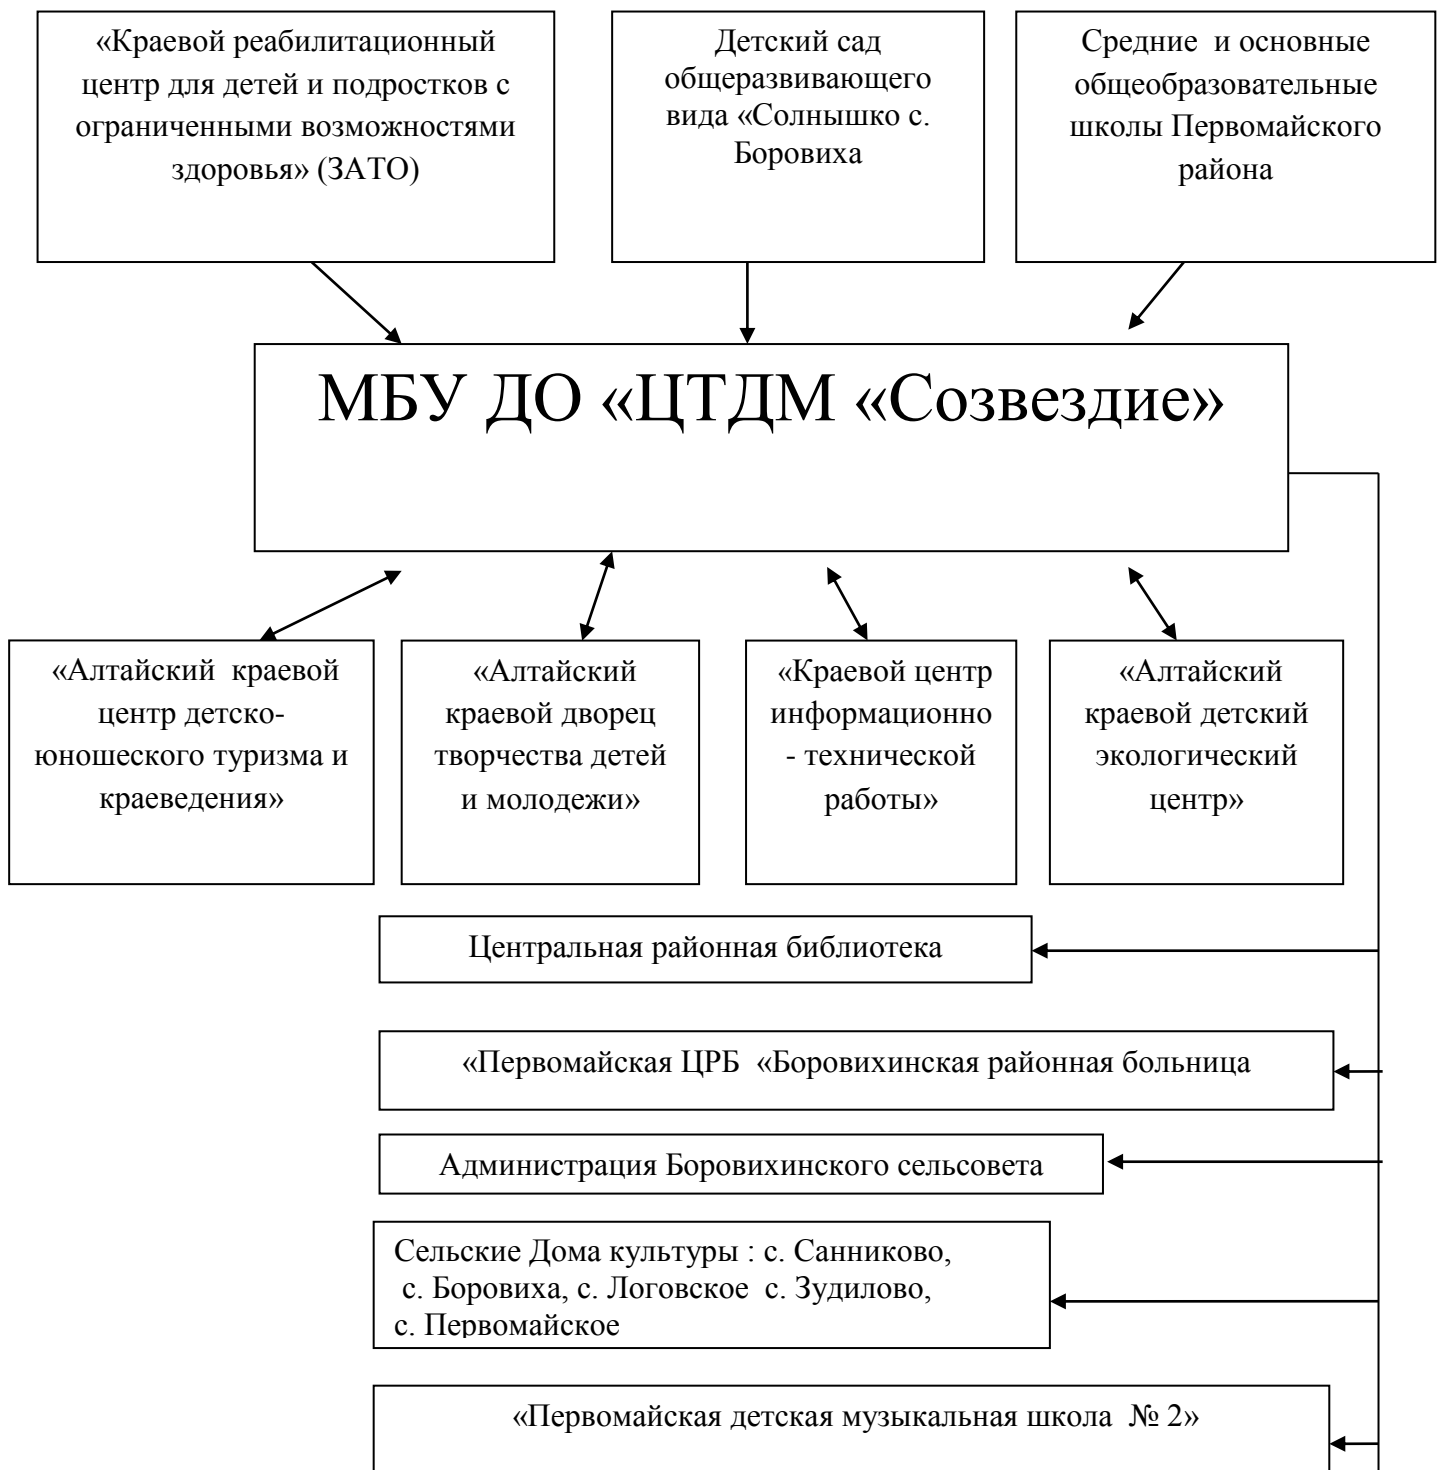 «Краевой реабилитационный
центр для детей и подростков с
ограниченными возможностями
здоровья» (ЗАТО)
Детский сад
общеразвивающего
вида «Солнышко с.
Боровиха
Средние и основные
общеобразовательные
школы Первомайского
района
МБУ ДО «ЦТДМ «Созвездие»
«Алтайский краевой
центр детско-
юношеского туризма и
краеведения»
«Алтайский
краевой дворец
творчества детей
и молодежи»
«Краевой центр
информационно
- технической
работы»
«Алтайский
краевой детский
экологический
центр»
Центральная районная библиотека
«Первомайская ЦРБ «Боровихинская районная больница
Администрация Боровихинского сельсовета
Сельские Дома культуры : с. Санниково,
с. Боровиха, с. Логовское с. Зудилово,
с. Первомайское
«Первомайская детская музыкальная школа № 2»